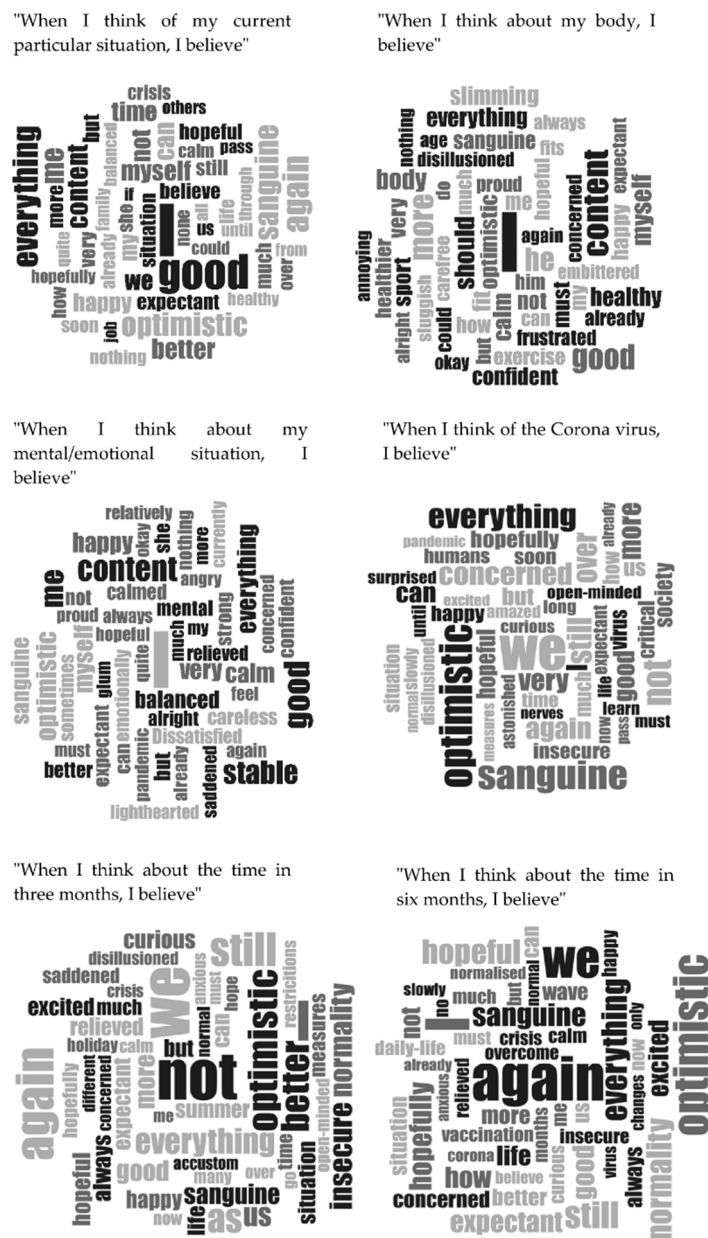 "When I think of my current
particular situation, I believe"
crisis
time others
everything
but
balanced
not
can
hopeful
calm pass
me
more
content
family
myself still
sanguine
again
quite
very
already
she
my
if
believe
situation
I
none
all
us
could
life
until
through
hopefully
we good
much
from
over
how
happy expectant healthy
soon
job
optimistic
nothing better
"When I think about my body, I
believe"
slimming
nothing
everything always
age sanguine fits
disillusioned
body
do
much
proud
me
hopeful
concerned
content
happy
expectant
myself
annoying
healthier
very
sport
more
should
optimistic
I
again
he
embittered
alright
sluggish
carefree
fit
calm
him
not
my
must
healthy
could
how
can
already
but
frustrated
okay
exercise good
confident
"When I think about my
mental/emotional situation, I
believe"
relatively
happy
okay
she
nothing
more
currently
content
angry
everything
me
not calmed
proud always mental
strong
concerned
confident
hopeful
much
my
sanguine
optimistic
sometimes
myself
glum
quite
I
relieved
very calm
feel
good
expectant
emotionally
can
balanced
alright careless
Dissatisfied
must
better
pandemic
but
already
saddened
again
stable
lighthearted
"When I think of the Corona virus,
I believe"
everything
pandemic hopefully
humans soon
over
how
already
more
us
surprised
concerned
can
excited
but
open-minded
until
happy amazed long
curious
society
critical
not
situation
normal
slowly
disillusioned
optimistic
hopeful
we
still
I
much
expectant
life
good
virus
measures
astonished
very
time
nerves
again
now
pass
learn
must
insecure
sanguine
"When I think about the time in
three months, I believe"
curious
disillusioned
still
saddened
crisis
we
anxious
must
hope
restricitions
excited much
relieved
normal
can
optimistic
I
measures
holiday calm
but
not
better
again
hopefully
different
concerned
expectant
more
me summer
open-minded
insecure
normality
everything
hopeful
always
good accustom
many over
go
time
situation
happy sanguine
now life as us
"When I think about the time in
six months, I believe"
hopeful
can
normalised
but
normal
we
happy
slowly
no
much
wave
not
I
sanguine
everything
only
optimistic
must crisis calm
daily-life
overcome
already
anxious
relieved
again
changes
now
excited
situation
hopefully
more
months
me
us
vaccination insecure
corona life
virus
always
normality
how
believe
curious
good
concerned better
expectant still